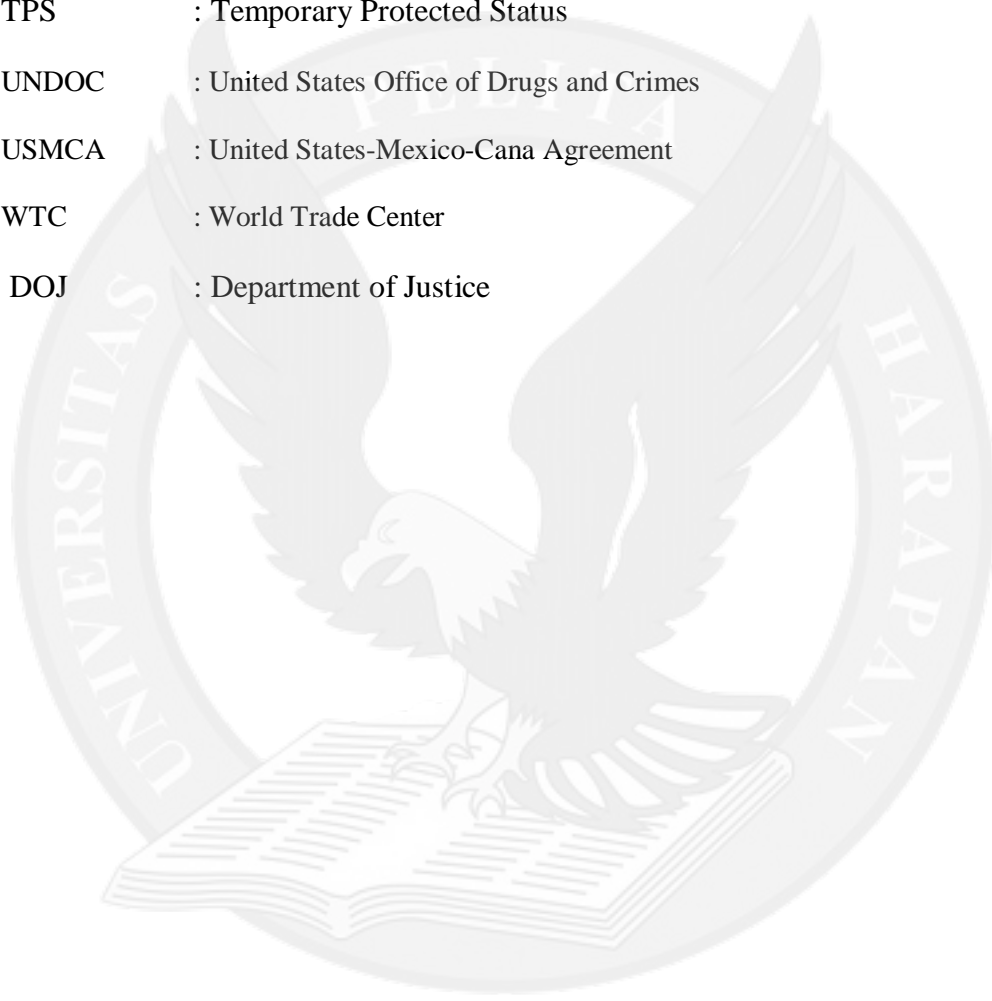 TPS : Temporary Protected Status
UNDOC : United States Office of Drugs and Crimes
USMCA : United States-Mexico-Cana Agreement
WTC : World Trade Center
DOJ : Department of Justice
UNIVERSITAS PELITA HARAPAN